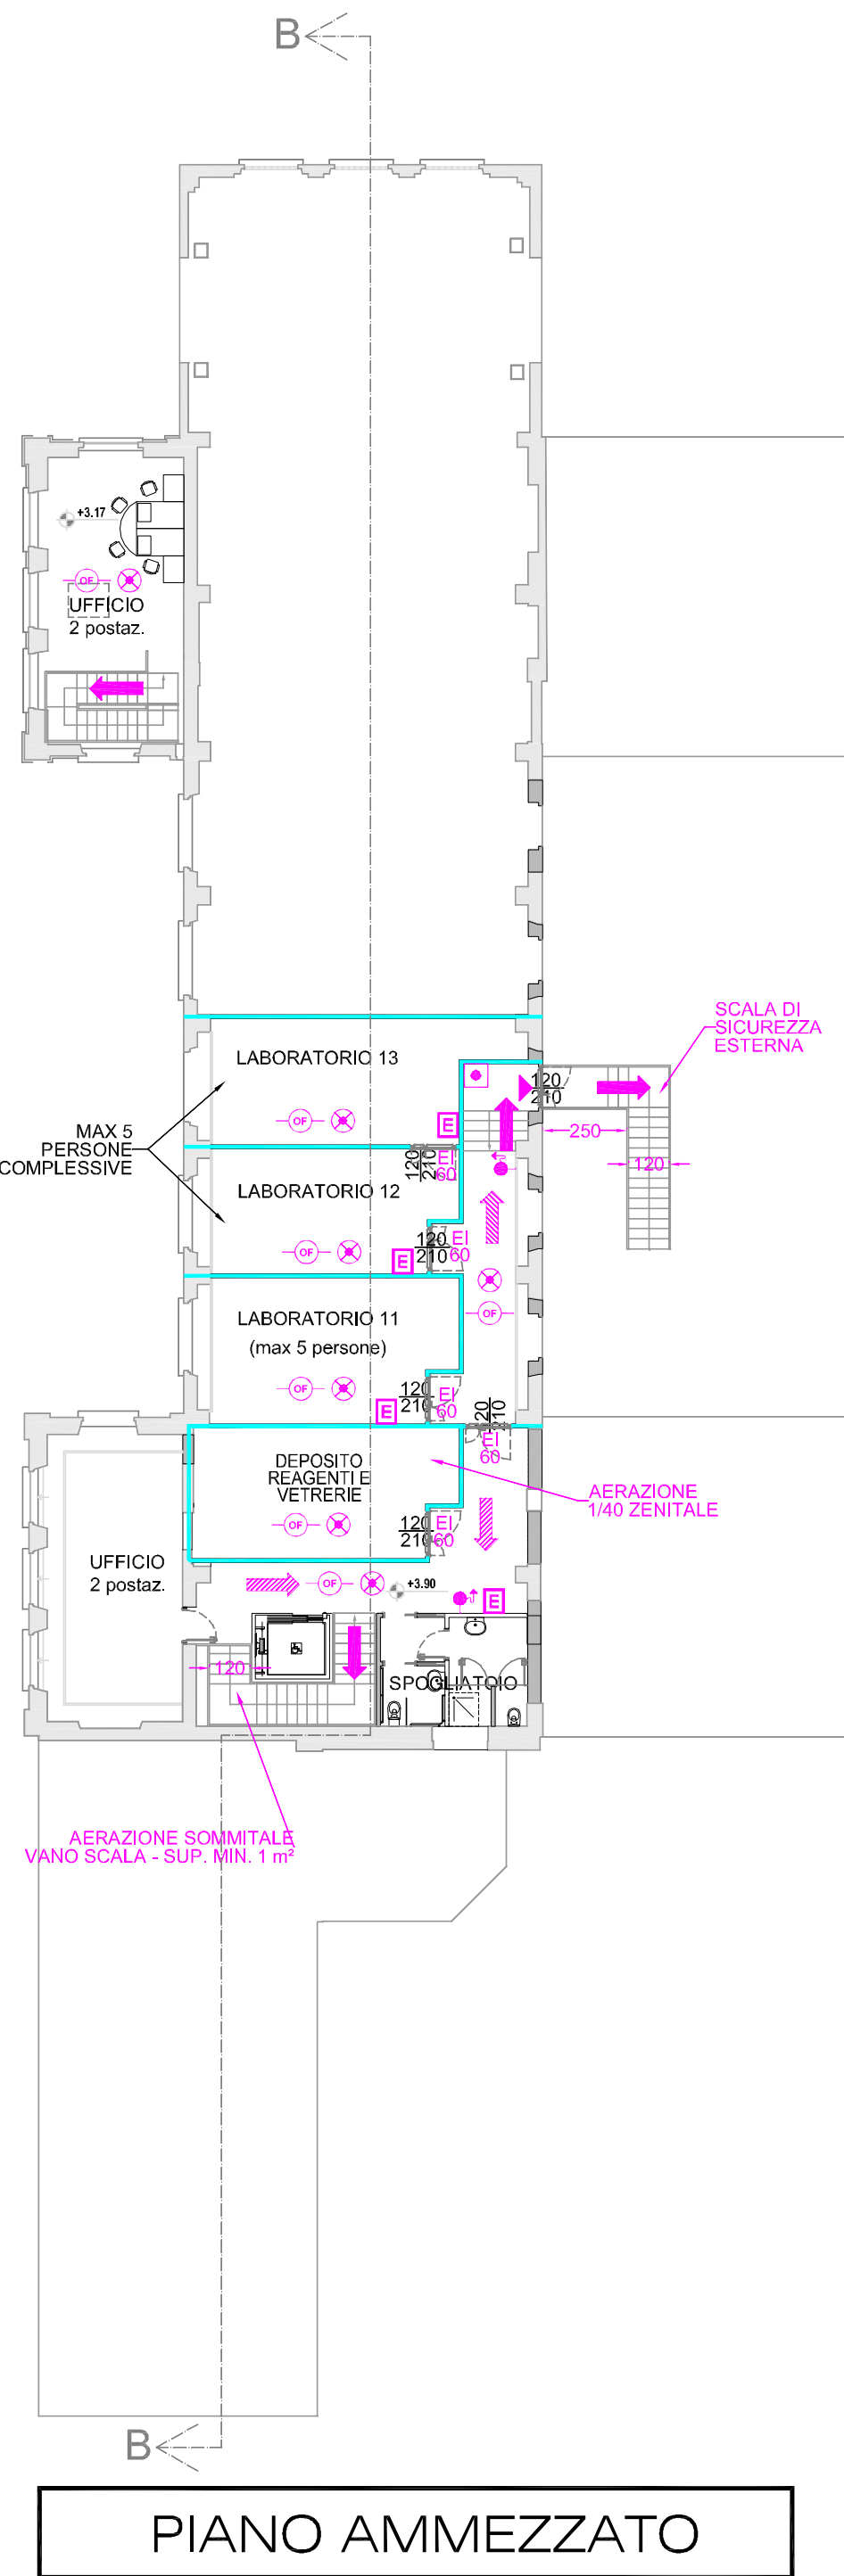 B
+3.17
OF
UFFICIO
2 postaz.
SCALA DI
SICUREZZA
ESTERNA
LABORATORIO 13
120
210
OF
E
250
MAX 5
PERSONE
COMPLESSIVE
120
210
EI
60
120
LABORATORIO 12
OF
E
120
210
EI
60
OF
LABORATORIO 11
(max 5 persone)
OF
E
120
210
EI
60
120
210
EI
60
DEPOSITO
REAGENTI E
VETRERIE
OF
120
210
EI
60
AERAZIONE
1/40 ZENITALE
UFFICIO
2 postaz.
OF
+3.90
E
120
SPOGLIATOIO
AERAZIONE SOMMITALE
VANO SCALA - SUP. MIN. 1 m²
B
PIANO AMMEZZATO